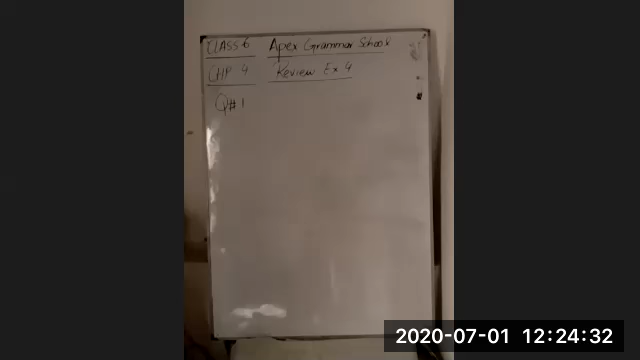 CLASS 6 Apex Grammar School
CHP 4 Review Ex 4
Q#1
2020-07-01 12:24:32